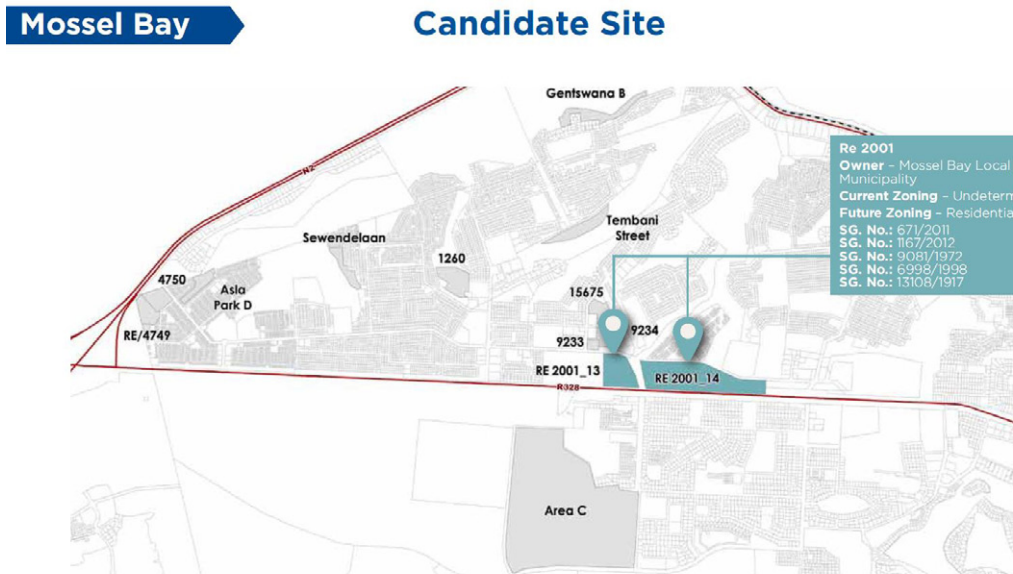 Mossel Bay
Candidate Site
Gentswana B
N2
Re 2001
Owner – Mossel Bay Local
Municipality
Current Zoning – Undeterm
Future Zoning – Residentia
SG. No.: 671/2011
SG. No.: 1167/2012
SG. No.: 9081/1972
SG. No.: 6998/1998
SG. No.: 13108/1917
Tembani
Street
Sewendelaan
1260
4750
Asla
Park D
15675
RE/4749
9233
9234
RE 2001_13
RE 2001_14
R328
Area C